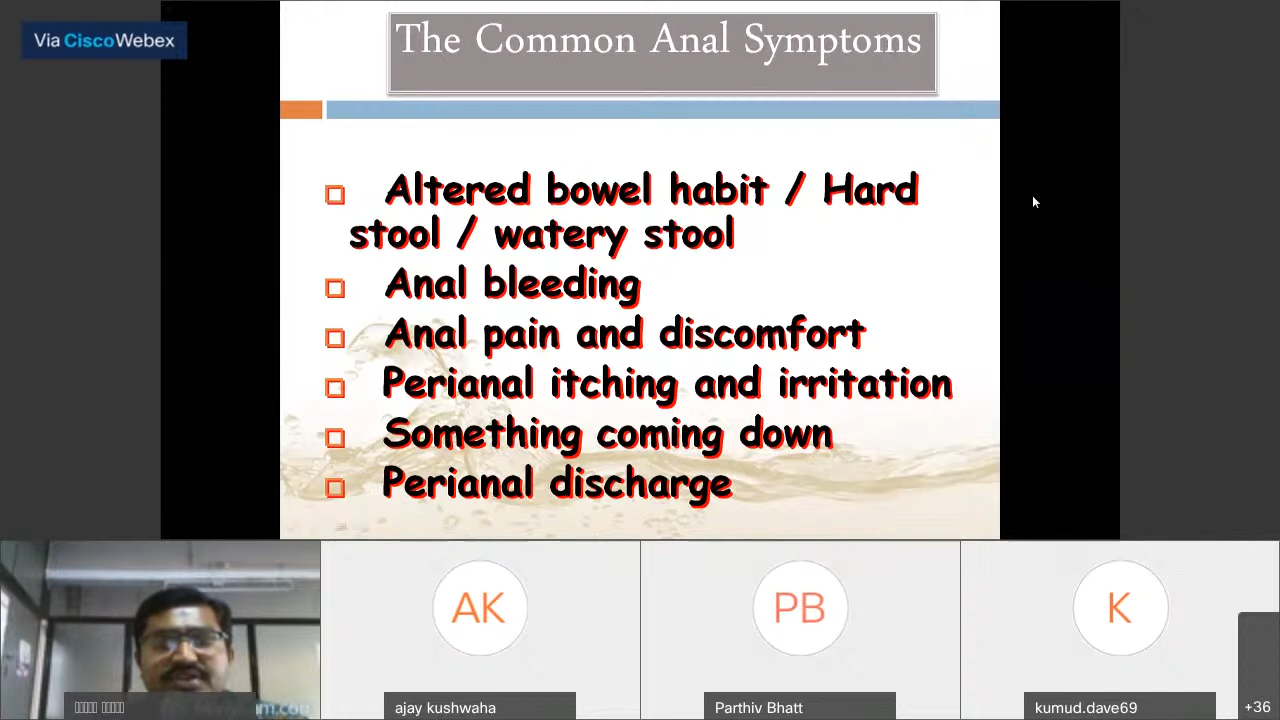 Via Cisco Webex
The Common Anal Symptoms
Altered bowel habit / Hard
stool / watery stool
Anal bleeding
Anal pain and discomfort
Perianal itching and irritation
Something coming down
Perianal discharge
AK
PB
K
ajay kushwaha
Parthiv Bhatt
kumud.dave69
+36